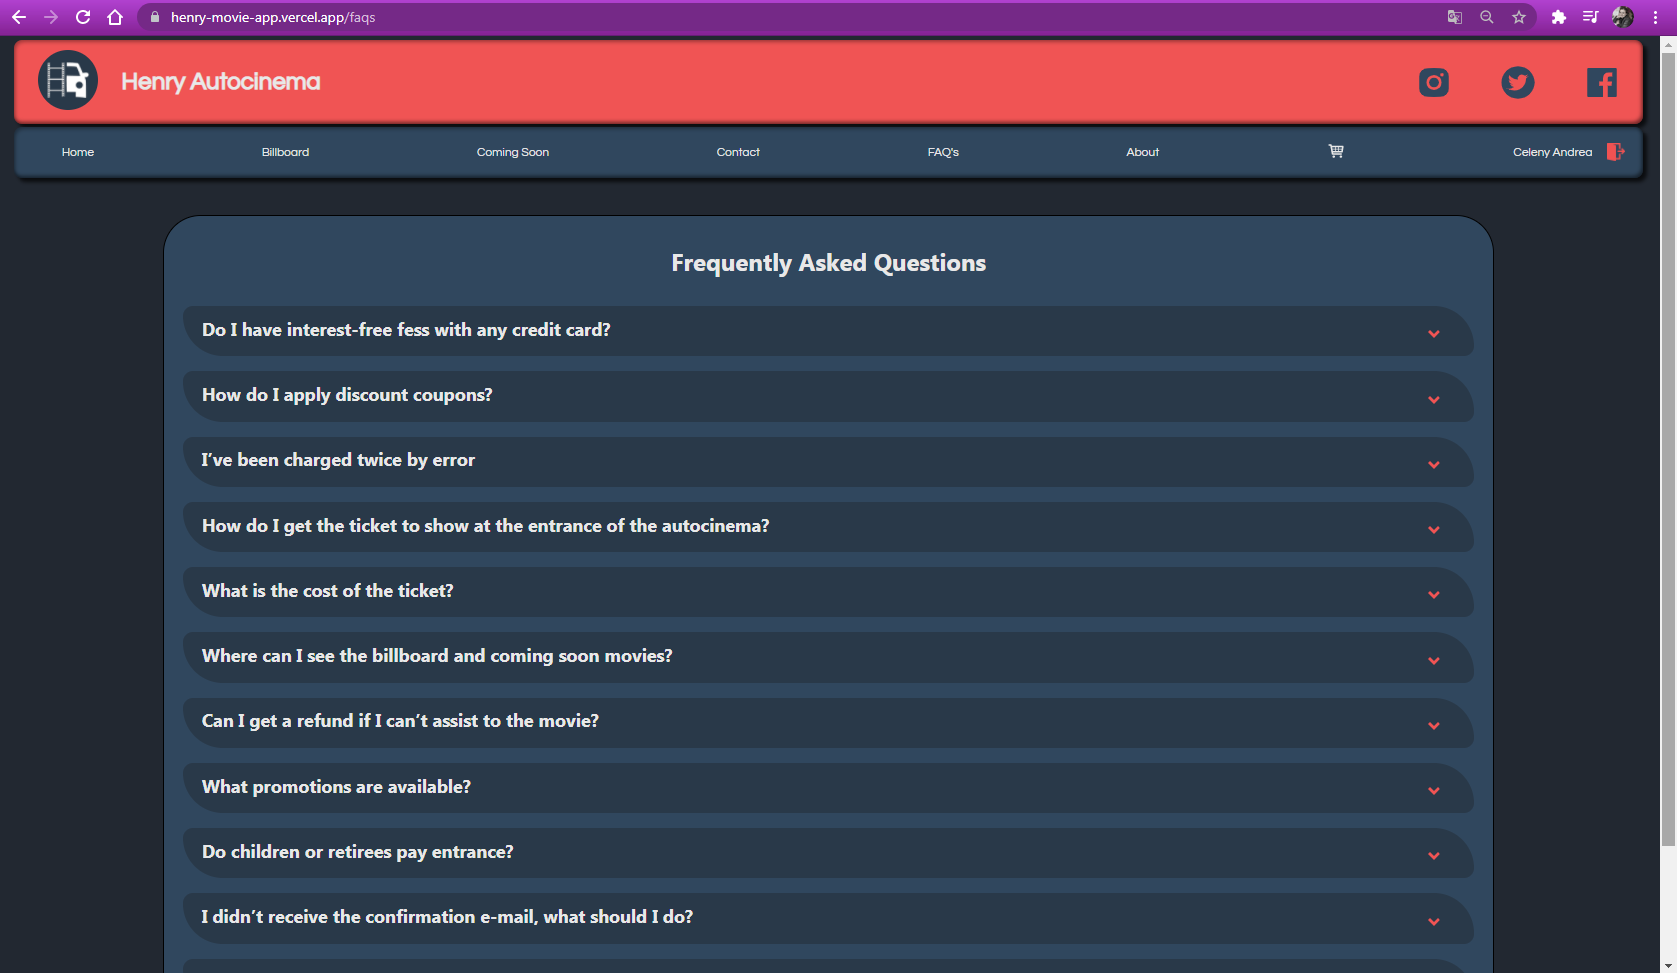 henry-movie-app.vercel.app/faqs
Henry Autocinema
Home Billboard Coming Soon Contact FAQ's About Celeny Andrea
Frequently Asked Questions
Do I have interest-free fess with any credit card?
How do I apply discount coupons?
I’ve been charged twice by error
How do I get the ticket to show at the entrance of the autocinema?
What is the cost of the ticket?
Where can I see the billboard and coming soon movies?
Can I get a refund if I can’t assist to the movie?
What promotions are available?
Do children or retirees pay entrance?
I didn’t receive the confirmation e-mail, what should I do?